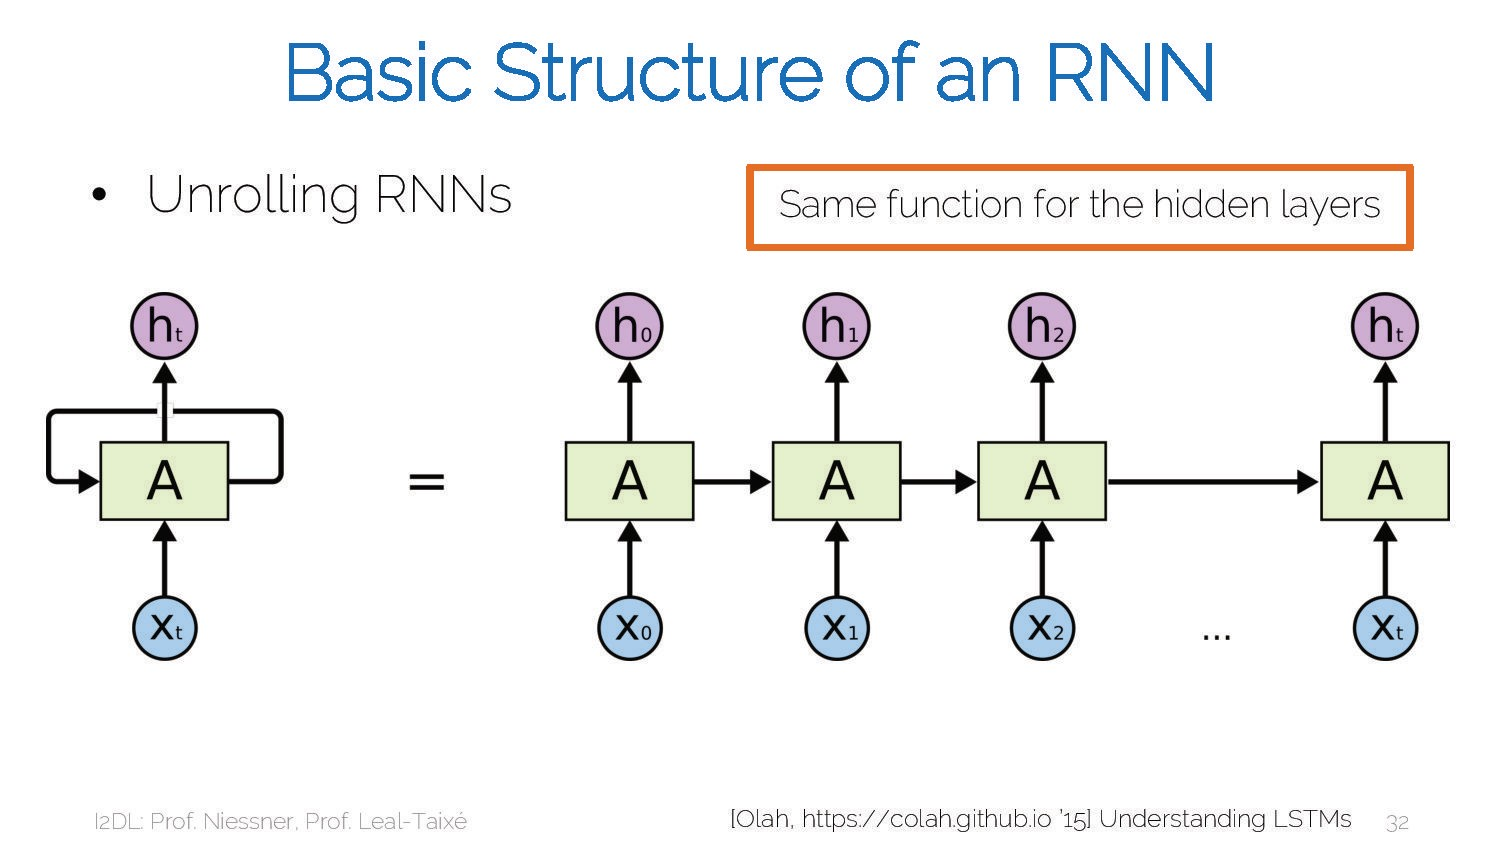 Basic Structure of an RNN
• Unrolling RNNs
Same function for the hidden layers
ht
h0 h1 h2 ht
A = A A A A
xt
x0 x1 x2 ... xt
I2DL: Prof. Niessner, Prof. Leal-Taixé
[Olah, https://colah.github.io '15] Understanding LSTMs
32